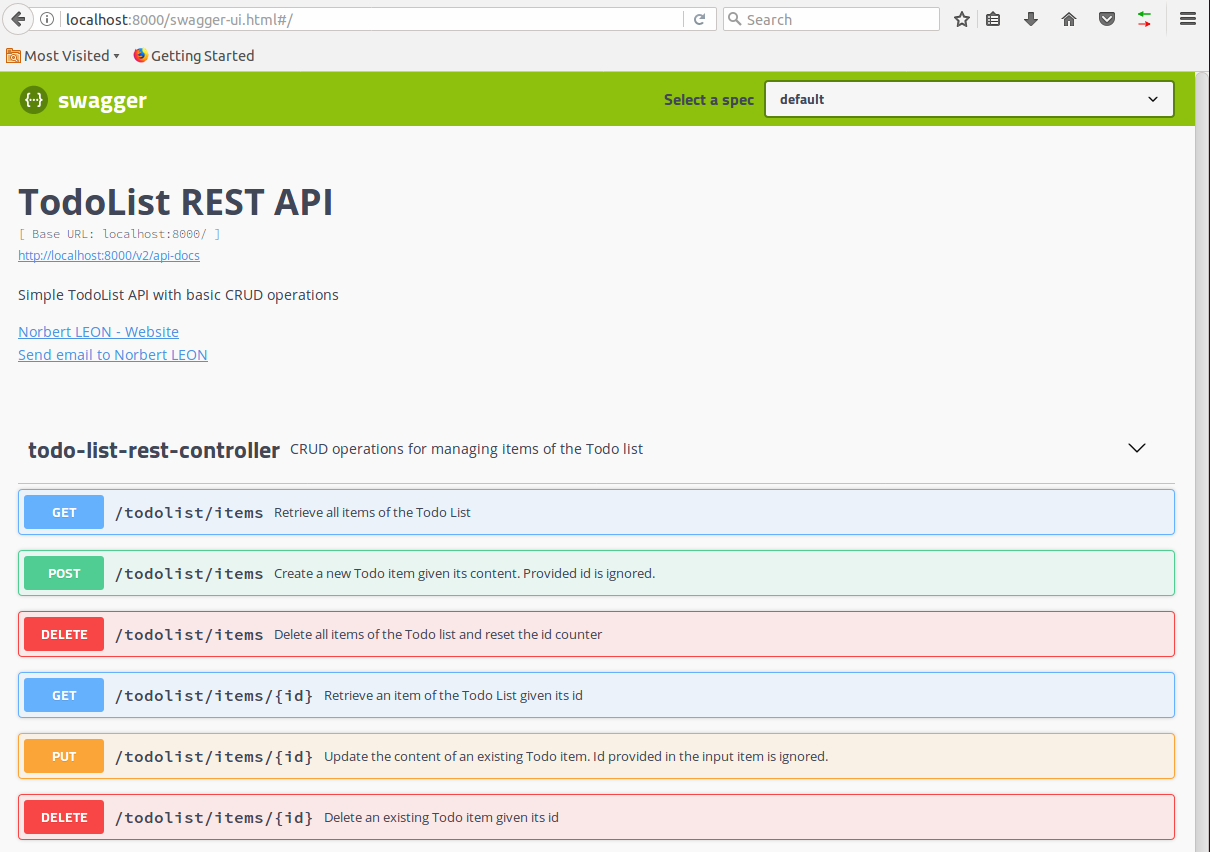 localhost:8000/swagger-ui.html#/
Search
Most Visited
Getting Started
{··} swagger
Select a spec
default
TodoList REST API
[ Base URL: localhost:8000/ ]
http://localhost:8000/v2/api-docs
Simple TodoList API with basic CRUD operations
Norbert LEON - Website
Send email to Norbert LEON
todo-list-rest-controller CRUD operations for managing items of the Todo list
GET /todolist/items Retrieve all items of the Todo List
POST /todolist/items Create a new Todo item given its content. Provided id is ignored.
DELETE /todolist/items Delete all items of the Todo list and reset the id counter
GET /todolist/items/{id} Retrieve an item of the Todo List given its id
PUT /todolist/items/{id} Update the content of an existing Todo item. Id provided in the input item is ignored.
DELETE /todolist/items/{id} Delete an existing Todo item given its id